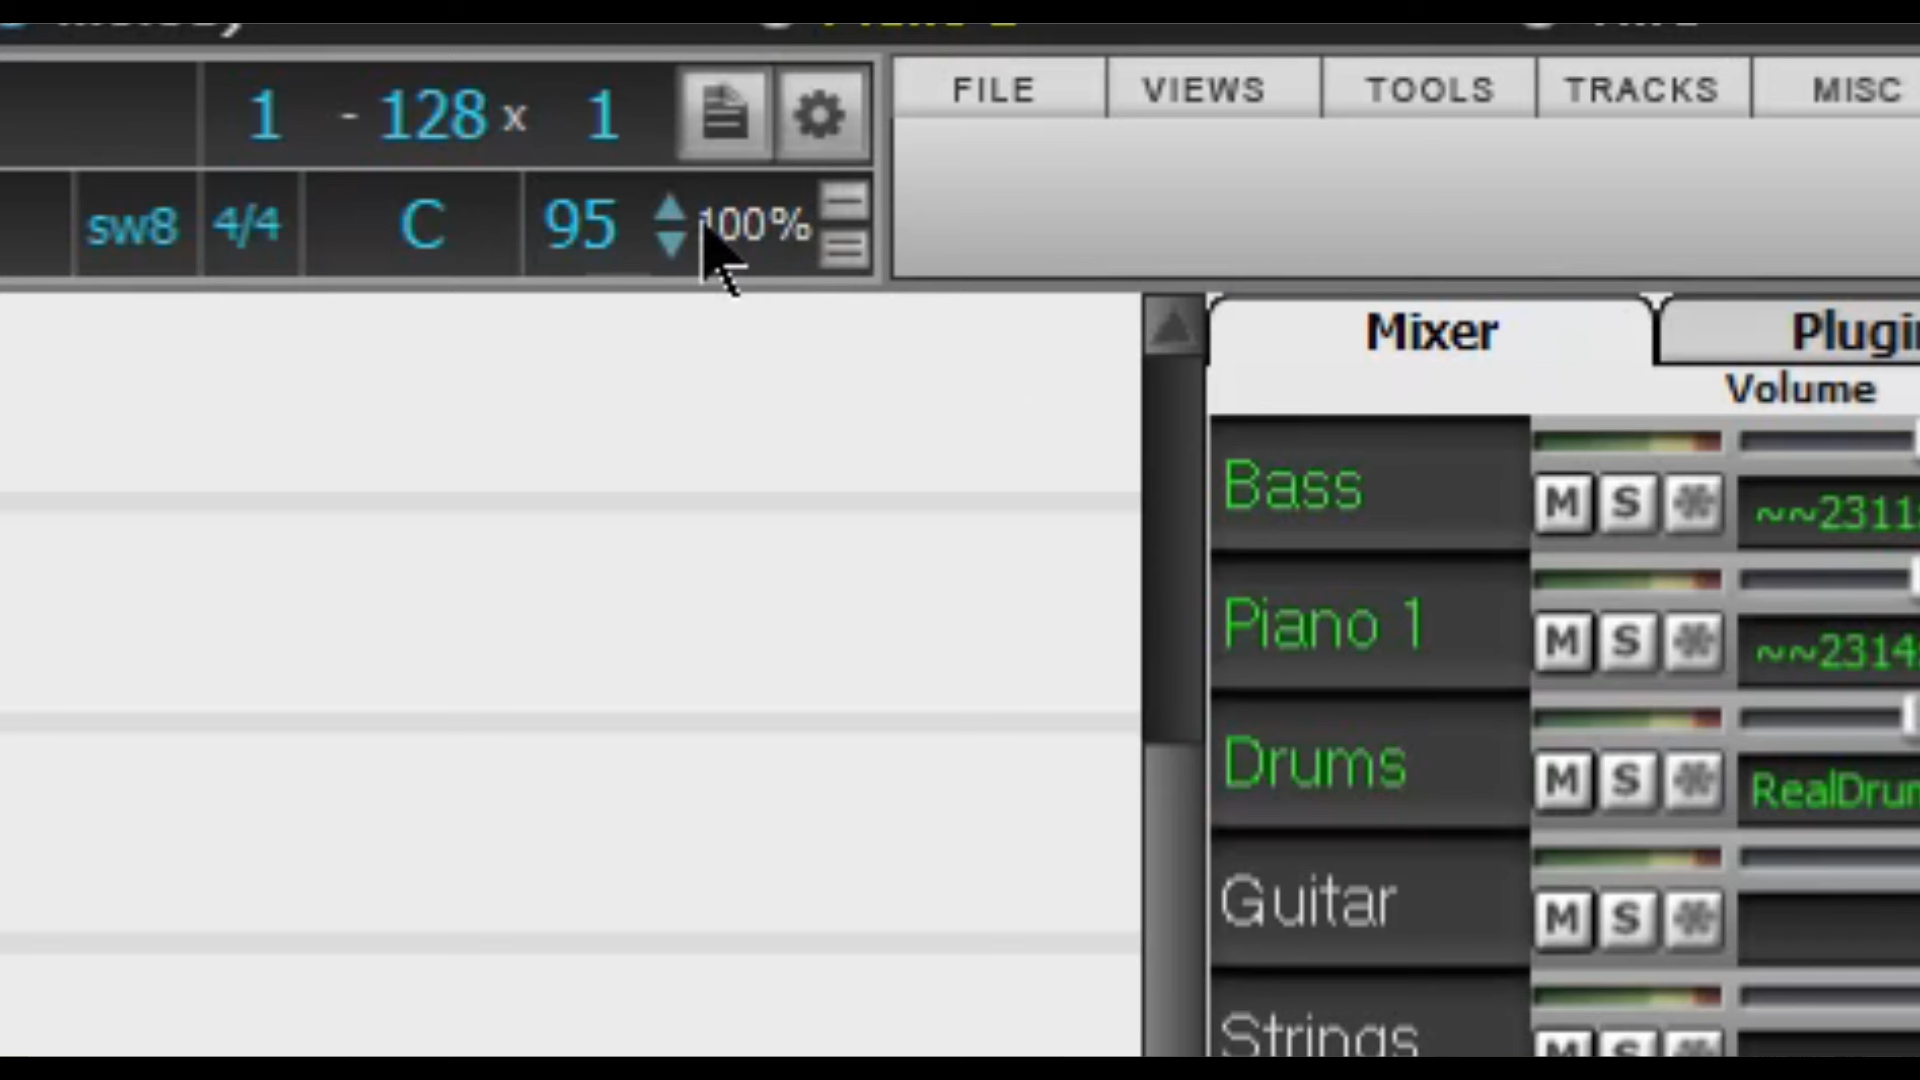 1 - 128 x 1
FILE VIEWS TOOLS TRACKS MISC
sw8 4/4 C 95 100%
Mixer
Volume
Bass
M S
Piano 1
M S
Drums
M S
Guitar
M S
Strings
M S